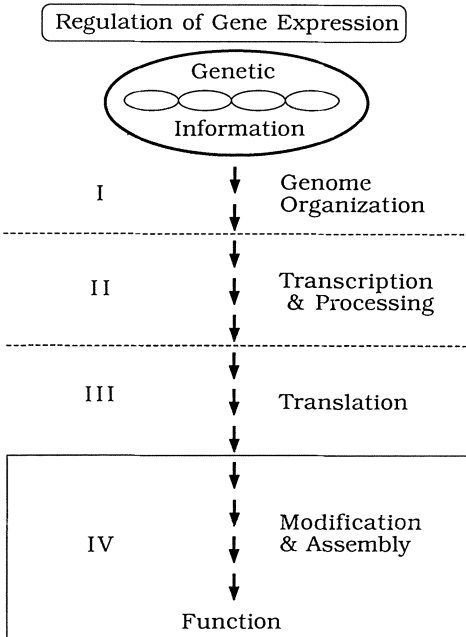 Regulation of Gene Expression
Genetic
Information
I
Genome
Organization
II
Transcription
& Processing
III
Translation
IV
Modification
& Assembly
Function